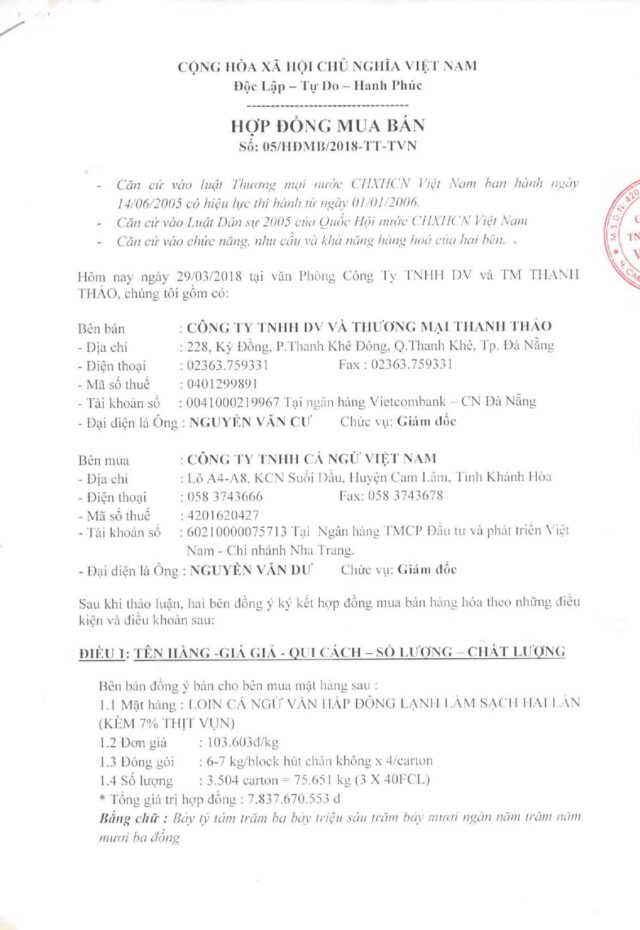 CỘNG HÒA XÃ HỘI CHỦ NGHĨA VIỆT NAM
Độc Lập – Tự Do – Hanh Phúc
----------------------------------
HỢP ĐỒNG MUA BÁN
Số: 05/HĐMB/2018-TT-TVN
- Căn cứ vào luật Thương mại nước CHXHCN Việt Nam ban hành ngày
14/06/2005 có hiệu lực thi hành từ ngày 01/01/2006.
- Căn cứ vào Luật Dân sự 2005 của Quốc Hội nước CHXHCN Việt Nam
- Căn cứ vào chức năng, nhu cầu và khả năng hàng hoá của hai bên.
Hôm nay ngày 29/03/2018 tại văn Phòng Công Ty TNHH DV và TM THANH
THẢO, chúng tôi gồm có:
Bên bán : CÔNG TY TNHH DV VÀ THƯƠNG MẠI THANH THẢO
- Địa chỉ : 228, Kỳ Đồng, P.Thanh Khê Đông, Q.Thanh Khê, Tp. Đà Nẵng
- Điện thoại : 02363.759331 Fax : 02363.759331
- Mã số thuế : 0401299891
- Tài khoản số : 0041000219967 Tại ngân hàng Vietcombank – CN Đà Nẵng
- Đại diện là Ông : NGUYỄN VĂN CƯ Chức vụ: Giám đốc
Bên mua : CÔNG TY TNHH CÁ NGỪ VIỆT NAM
- Địa chỉ : Lô A4-A8, KCN Suối Dầu, Huyện Cam Lâm, Tỉnh Khánh Hòa
- Điện thoại : 058 3743666 Fax: 058 3743678
- Mã số thuế : 4201620427
- Tài khoản số : 60210000075713 Tại Ngân hàng TMCP Đầu tư và phát triển Việt
Nam - Chi nhánh Nha Trang.
- Đại diện là Ông : NGUYỄN VĂN DƯ Chức vụ: Giám đốc
Sau khi thảo luận, hai bên đồng ý ký kết hợp đồng mua bán hàng hóa theo những điều
kiện và điều khoản sau:
ĐIỀU 1: TÊN HÀNG -GIÁ GIẢ - QUI CÁCH – SỐ LƯỢNG – CHẤT LƯỢNG
Bên bán đồng ý bán cho bên mua mặt hàng sau :
1.1 Mặt hàng : LOIN CÁ NGỪ VẰN HẤP ĐÔNG LẠNH LÀM SẠCH HAI LẦN
(KÈM 7% THỊT VỤN)
1.2 Đơn giá : 103.603đ/kg
1.3 Đóng gói : 6-7 kg/block hút chân không x 4/carton
1.4 Số lượng : 3.504 carton = 75.651 kg (3 X 40FCL)
* Tổng giá trị hợp đồng : 7.837.670.553 đ
Bằng chữ : Bảy tỷ tám trăm ba bảy triệu sáu trăm bảy mươi ngàn năm trăm năm
mươi ba đồng